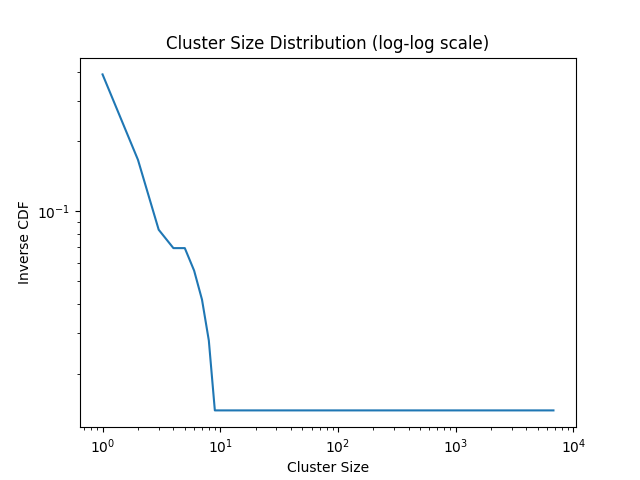 Cluster Size Distribution (log-log scale)
Inverse CDF
10⁻¹
10⁰ 10¹ 10² 10³ 10⁴
Cluster Size